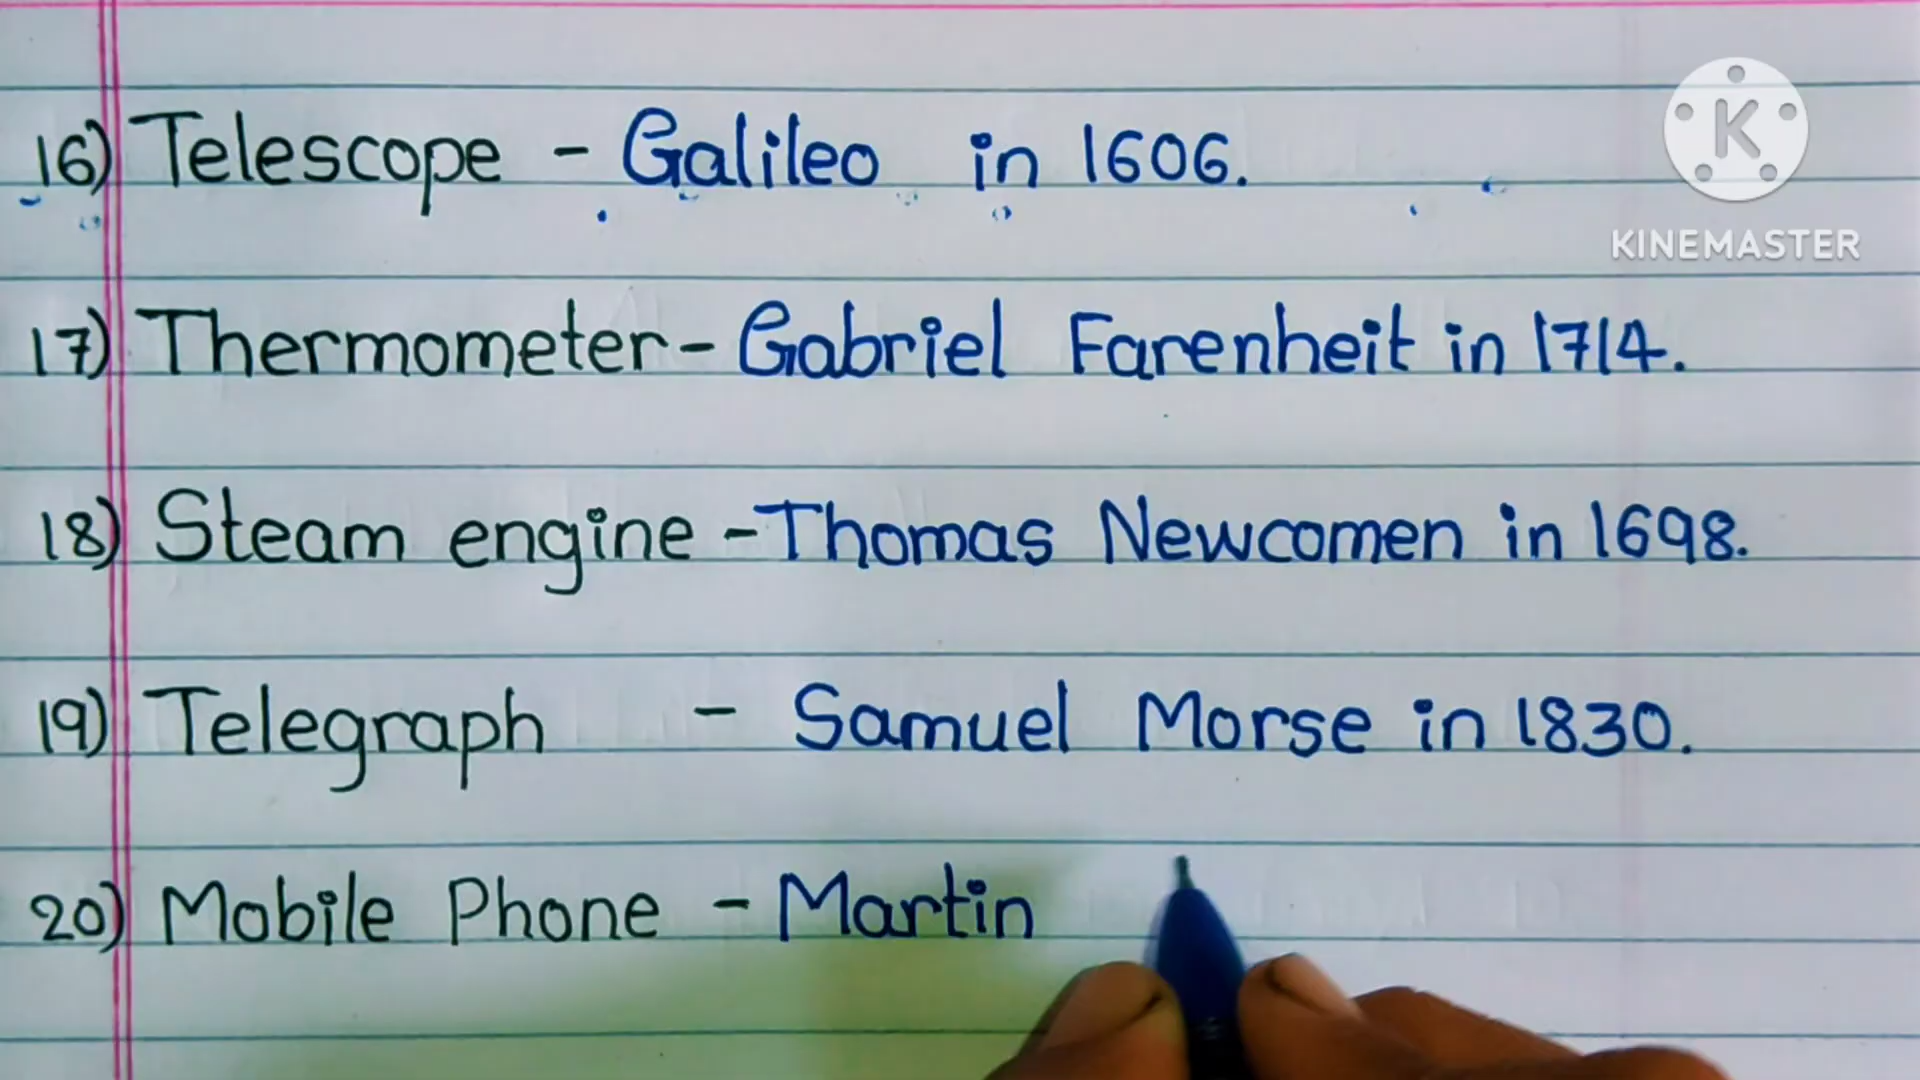 16) Telescope - Galileo in 1606.
K
KINEMASTER
17) Thermometer - Gabriel Farenheit in 1714.
18) Steam engine - Thomas Newcomen in 1698.
19) Telegraph - Samuel Morse in 1830.
20) Mobile Phone - Martin